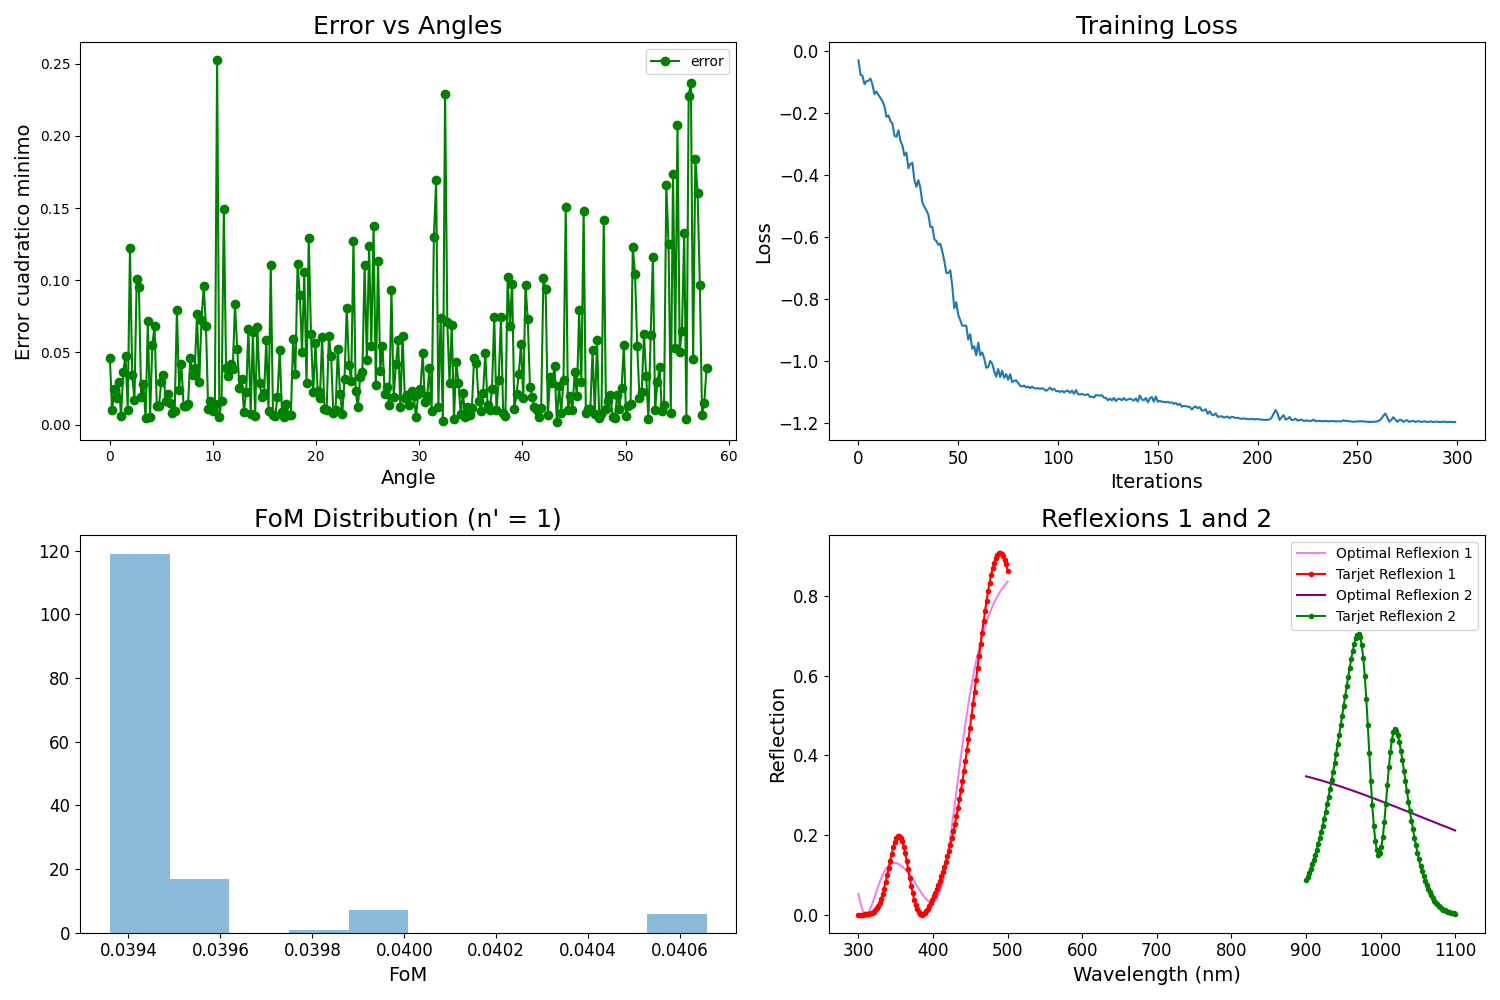 Error vs Angles
error
0.25
0.20
0.15
0.10
0.05
0.00
Error cuadratico minimo
0 10 20 30 40 50 60
Angle
Training Loss
0.0
−0.2
−0.4
−0.6
−0.8
−1.0
−1.2
Loss
0 50 100 150 200 250 300
Iterations
FoM Distribution (n' = 1)
120
100
80
60
40
20
0
0.0394 0.0396 0.0398 0.0400 0.0402 0.0404 0.0406
FoM
Reflexions 1 and 2
Optimal Reflexion 1
Tarjet Reflexion 1
Optimal Reflexion 2
Tarjet Reflexion 2
0.8
0.6
0.4
0.2
0.0
Reflection
300 400 500 600 700 800 900 1000 1100
Wavelength (nm)